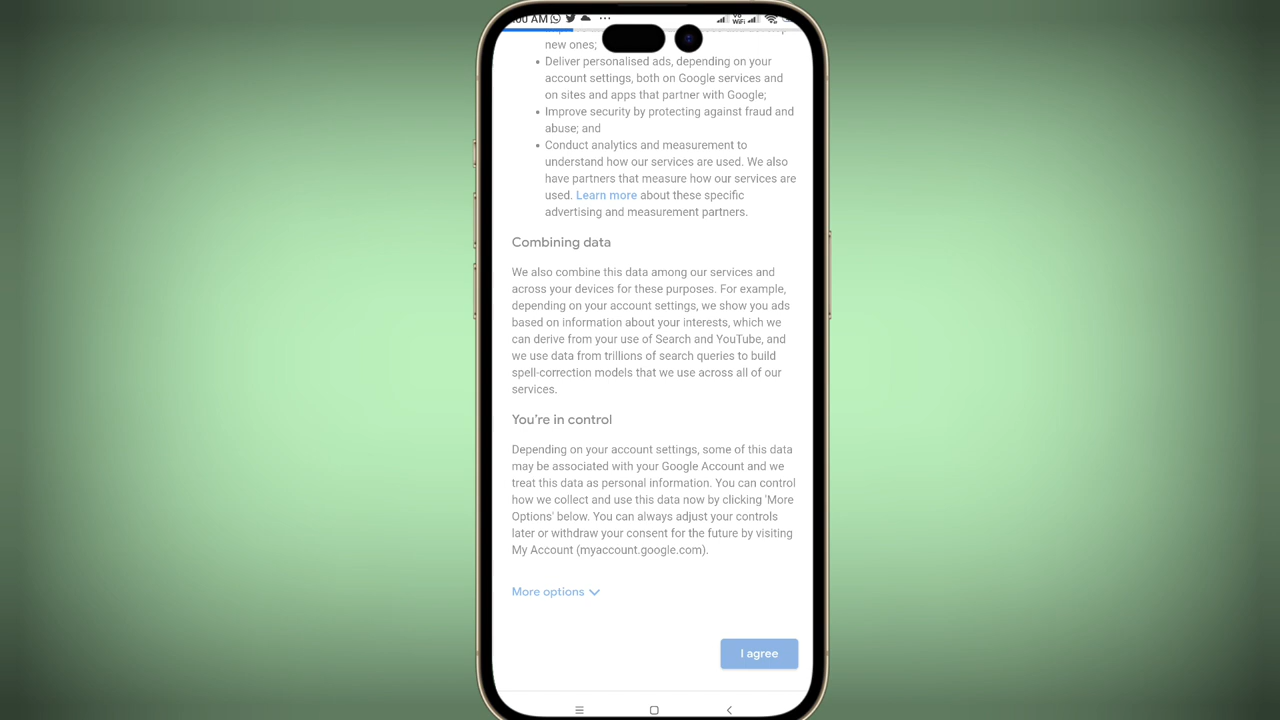 :00 AM
new ones;
• Deliver personalised ads, depending on your
account settings, both on Google services and
on sites and apps that partner with Google;
• Improve security by protecting against fraud and
abuse; and
• Conduct analytics and measurement to
understand how our services are used. We also
have partners that measure how our services are
used. Learn more about these specific
advertising and measurement partners.
Combining data
We also combine this data among our services and
across your devices for these purposes. For example,
depending on your account settings, we show you ads
based on information about your interests, which we
can derive from your use of Search and YouTube, and
we use data from trillions of search queries to build
spell-correction models that we use across all of our
services.
You're in control
Depending on your account settings, some of this data
may be associated with your Google Account and we
treat this data as personal information. You can control
how we collect and use this data now by clicking 'More
Options' below. You can always adjust your controls
later or withdraw your consent for the future by visiting
My Account (myaccount.google.com).
More options
I agree